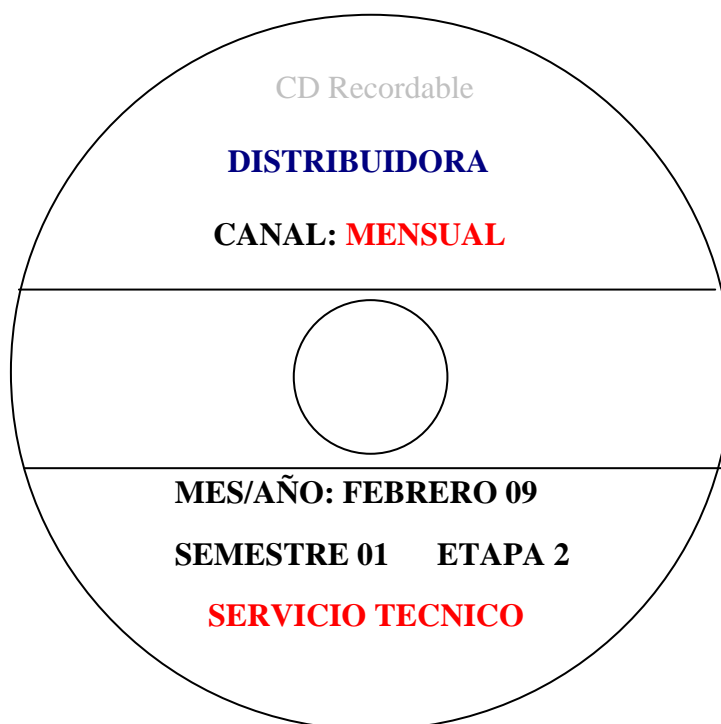 CD Recordable
DISTRIBUIDORA
CANAL: MENSUAL
MES/AÑO: FEBRERO 09
SEMESTRE 01 ETAPA 2
SERVICIO TECNICO